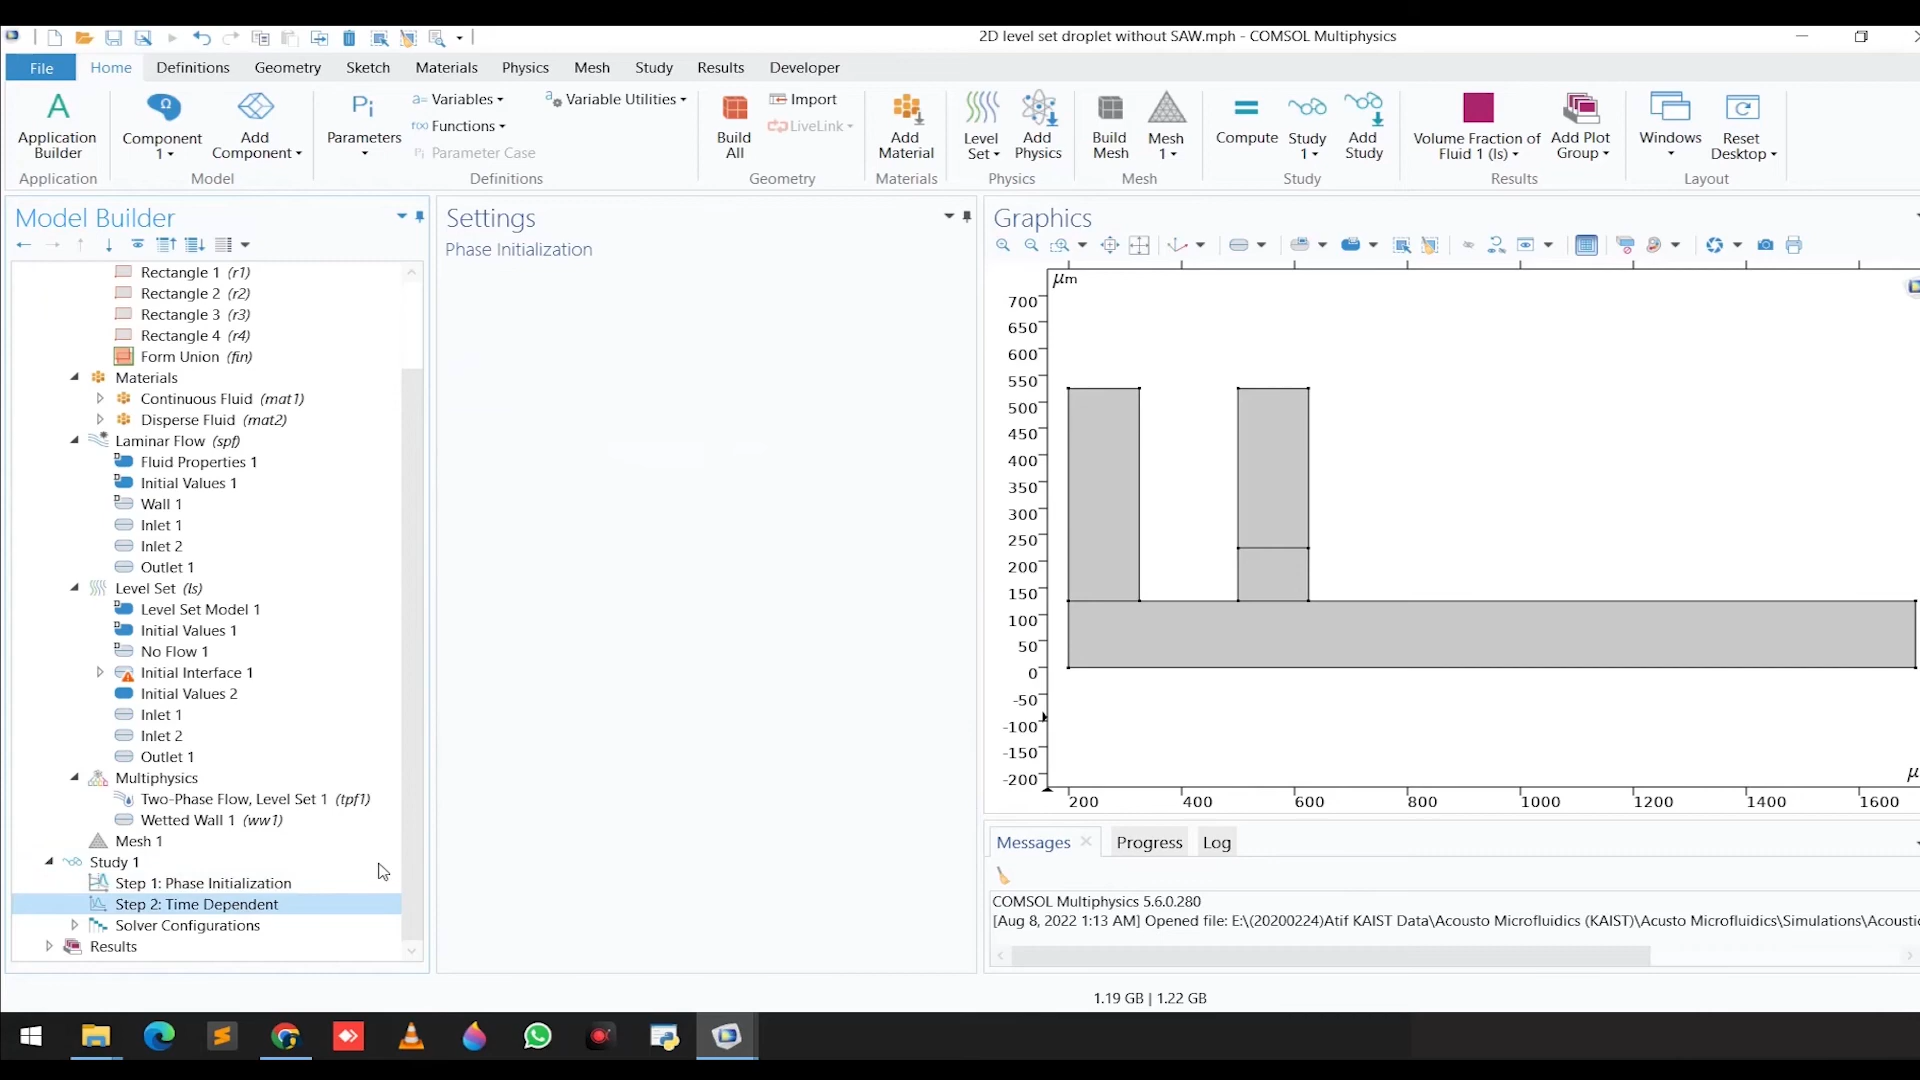 2D level set droplet without SAW.mph - COMSOL Multiphysics
File Home Definitions Geometry Sketch Materials Physics Mesh Study Results Developer
Application Builder
Component 1
Add Component
Pi
Parameters
a= Variables
f(x) Functions
Pi Parameter Case
Variable Utilities
Build All
Import
LiveLink
Add Material
Level Set
Add Physics
Build Mesh
Mesh 1
Compute
Study 1
Add Study
Volume Fraction of Fluid 1 (ls)
Add Plot Group
Windows
Reset Desktop
Application Model Definitions Geometry Materials Physics Mesh Study Results Layout
Model Builder
Rectangle 1 (r1)
Rectangle 2 (r2)
Rectangle 3 (r3)
Rectangle 4 (r4)
Form Union (fin)
Materials
Continuous Fluid (mat1)
Disperse Fluid (mat2)
Laminar Flow (spf)
Fluid Properties 1
Initial Values 1
Wall 1
Inlet 1
Inlet 2
Outlet 1
Level Set (ls)
Level Set Model 1
Initial Values 1
No Flow 1
Initial Interface 1
Initial Values 2
Inlet 1
Inlet 2
Outlet 1
Multiphysics
Two-Phase Flow, Level Set 1 (tpf1)
Wetted Wall 1 (ww1)
Mesh 1
Study 1
Step 1: Phase Initialization
Step 2: Time Dependent
Solver Configurations
Results
Settings
Phase Initialization
Graphics
μm
700
650
600
550
500
450
400
350
300
250
200
150
100
50
0
-50
-100
-150
-200
μ
200 400 600 800 1000 1200 1400 1600
Messages Progress Log
COMSOL Multiphysics 5.6.0.280
[Aug 8, 2022 1:13 AM] Opened file: E:\(20200224)Atif KAIST Data\Acousto Microfluidics (KAIST)\Acusto Microfluidics\Simulations\Acousti
1.19 GB | 1.22 GB